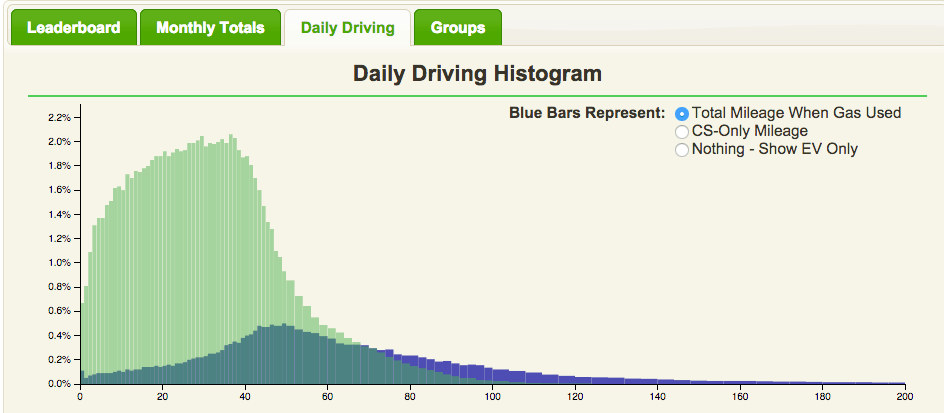 Leaderboard Monthly Totals Daily Driving Groups
Daily Driving Histogram
Blue Bars Represent: Total Mileage When Gas Used
CS-Only Mileage
Nothing - Show EV Only
2.2%
2.0%
1.8%
1.6%
1.4%
1.2%
1.0%
0.8%
0.6%
0.4%
0.2%
0.0%
0 20 40 60 80 100 120 140 160 180 200